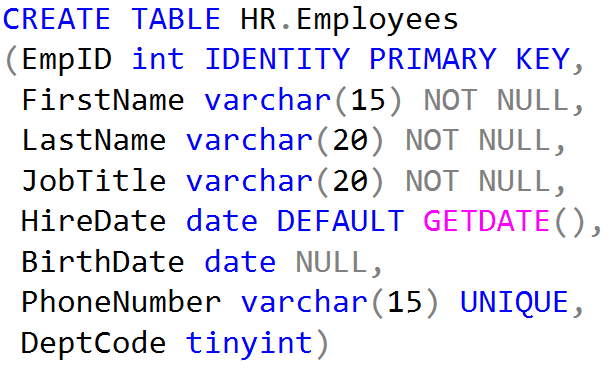 CREATE TABLE HR.Employees
(EmpID int IDENTITY PRIMARY KEY,
FirstName varchar(15) NOT NULL,
LastName varchar(20) NOT NULL,
JobTitle varchar(20) NOT NULL,
HireDate date DEFAULT GETDATE(),
BirthDate date NULL,
PhoneNumber varchar(15) UNIQUE,
DeptCode tinyint)